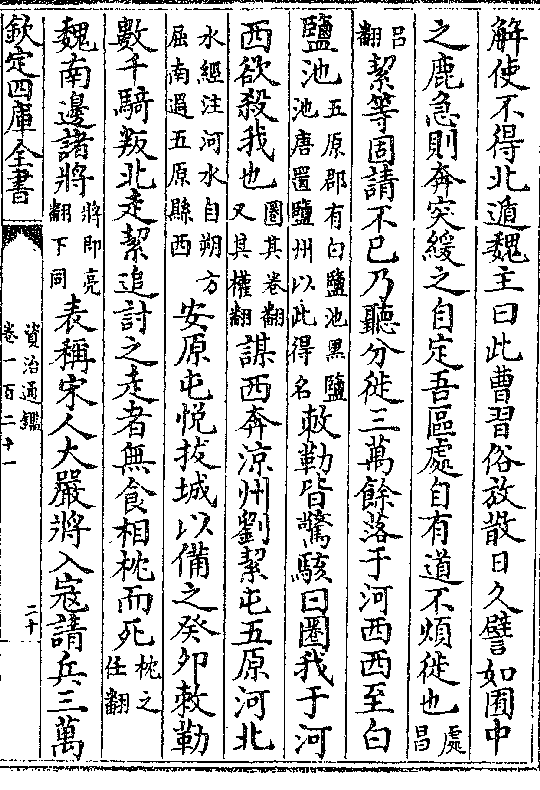 解使不得北遁魏主曰此曹習俗放散日久譬如囿中
之鹿急則奔突緩之自定吾區處自有道不煩徙也處昌
吕翻絜等固請不已乃聽分徙三萬餘落于河西西至白
鹽池五原郡有白鹽池黑鹽池唐置鹽州以此得名敕勒皆驚駭曰圈我于河
西欲殺我也圈其卷翻又其權翻謀西奔涼州劉絜屯五原河北
水經注河水自朔方屈南過五原縣西安原屯悦拔城以備之癸夘敕勒
數千騎叛北走絜追討之走者無食相枕而死枕之任翻
魏南邊諸將將即亮翻下同表稱宋人大嚴將入寇請兵三萬
欽定四庫全書
資治通鑑
卷一百二十一
二十